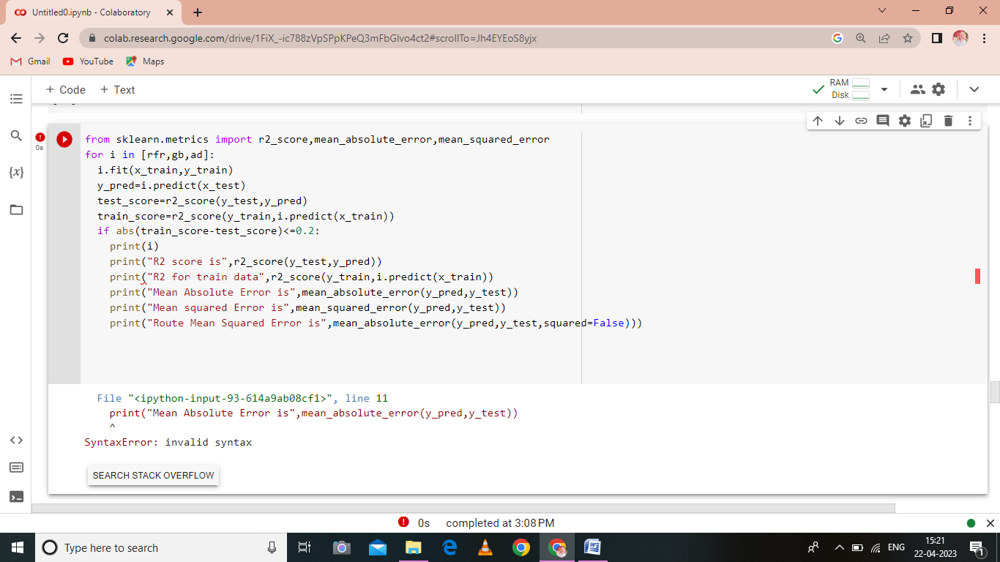 Untitled0.ipynb - Colaboratory
colab.research.google.com/drive/1FiX_-ic788zVpSPpKPeQ3mFbGlvo4ct2#scrollTo=Jh4EYEoS8yjx
Gmail YouTube Maps
+ Code + Text
RAM
Disk
from sklearn.metrics import r2_score,mean_absolute_error,mean_squared_error
0s
for i in [rfr,gb,ad]:
i.fit(x_train,y_train)
{x}
y_pred=i.predict(x_test)
test_score=r2_score(y_test,y_pred)
train_score=r2_score(y_train,i.predict(x_train))
if abs(train_score-test_score)<=0.2:
print(i)
print("R2 score is",r2_score(y_test,y_pred))
print("R2 for train data",r2_score(y_train,i.predict(x_train))
print("Mean Absolute Error is",mean_absolute_error(y_pred,y_test))
print("Mean squared Error is",mean_squared_error(y_pred,y_test))
print("Route Mean Squared Error is",mean_absolute_error(y_pred,y_test,squared=False)))
File "<ipython-input-93-614a9ab08cf1>", line 11
print("Mean Absolute Error is",mean_absolute_error(y_pred,y_test))
^
SyntaxError: invalid syntax
SEARCH STACK OVERFLOW
0s completed at 3:08 PM
Type here to search
ENG
15:21
22-04-2023
1